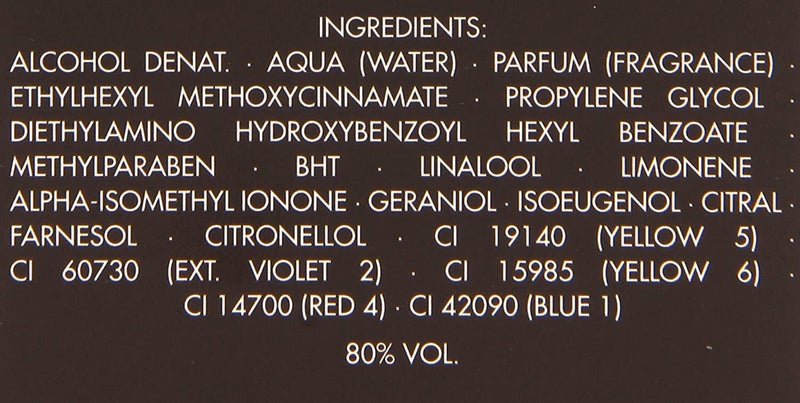 INGREDIENTS:
ALCOHOL DENAT. · AQUA (WATER) · PARFUM (FRAGRANCE) ·
ETHYLHEXYL METHOXYCINNAMATE · PROPYLENE GLYCOL ·
DIETHYLAMINO HYDROXYBENZOYL HEXYL BENZOATE ·
METHYLPARABEN · BHT · LINALOOL · LIMONENE ·
ALPHA-ISOMETHYL IONONE · GERANIOL · ISOEUGENOL · CITRAL ·
FARNESOL · CITRONELLOL · CI 19140 (YELLOW 5) ·
CI 60730 (EXT. VIOLET 2) · CI 15985 (YELLOW 6) ·
CI 14700 (RED 4) · CI 42090 (BLUE 1)
80% VOL.